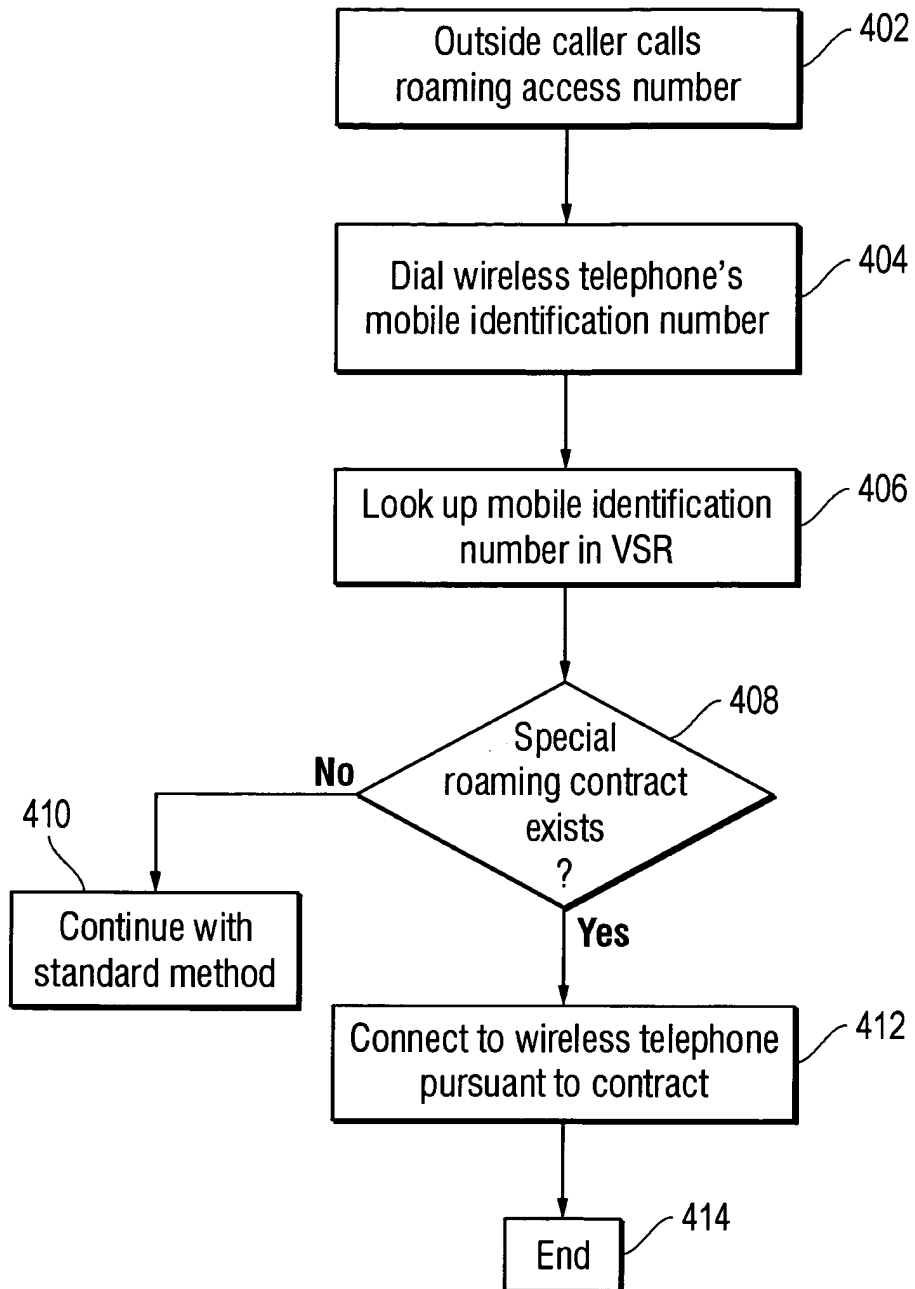 Outside caller calls
roaming access number
402
Dial wireless telephone's
mobile identification number
404
Look up mobile identification
number in VSR
406
Special
roaming contract
exists
?
408
No
410
Continue with
standard method
Yes
Connect to wireless telephone
pursuant to contract
412
End
414